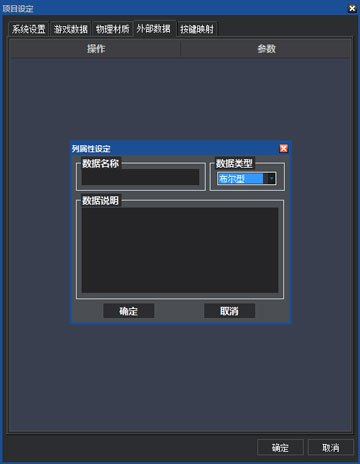 项目设定
系统设置 游戏数据 物理材质 外部数据 按键映射
操作 参数
列属性设定
数据名称 数据类型
布尔型
数据说明
确定 取消
确定 取消